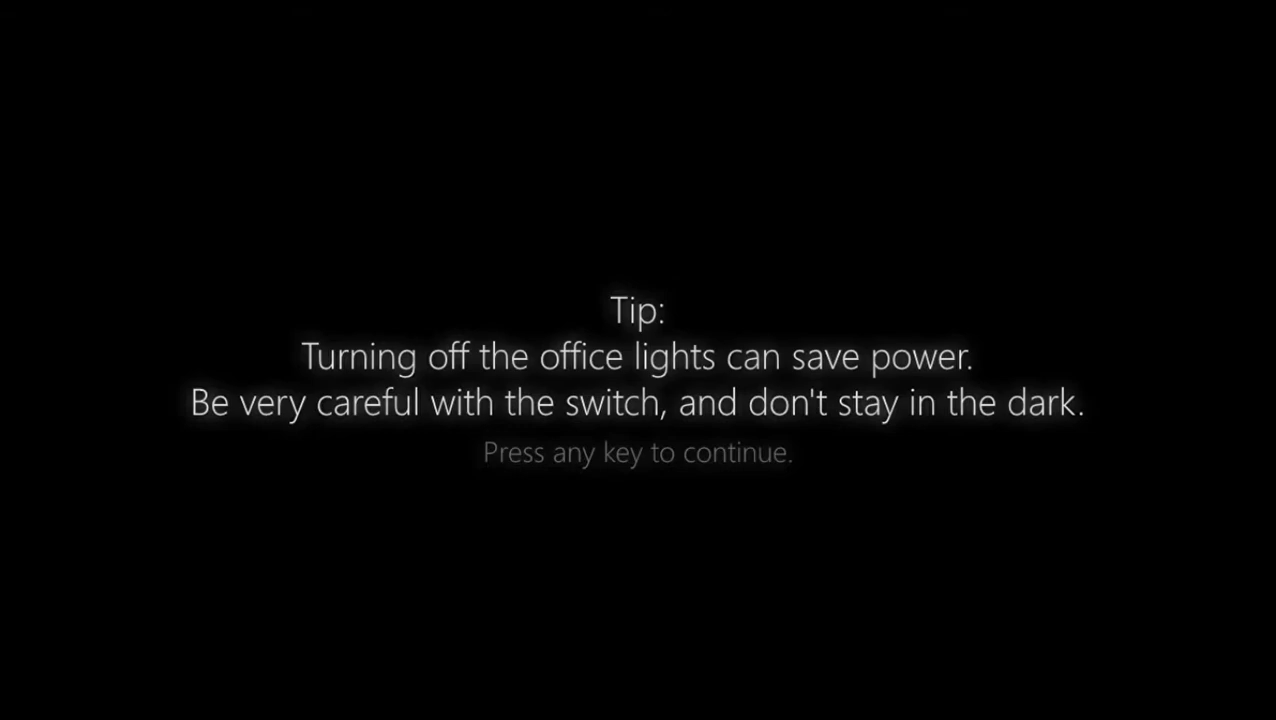 Tip:
Turning off the office lights can save power.
Be very careful with the switch, and don't stay in the dark.
Press any key to continue.